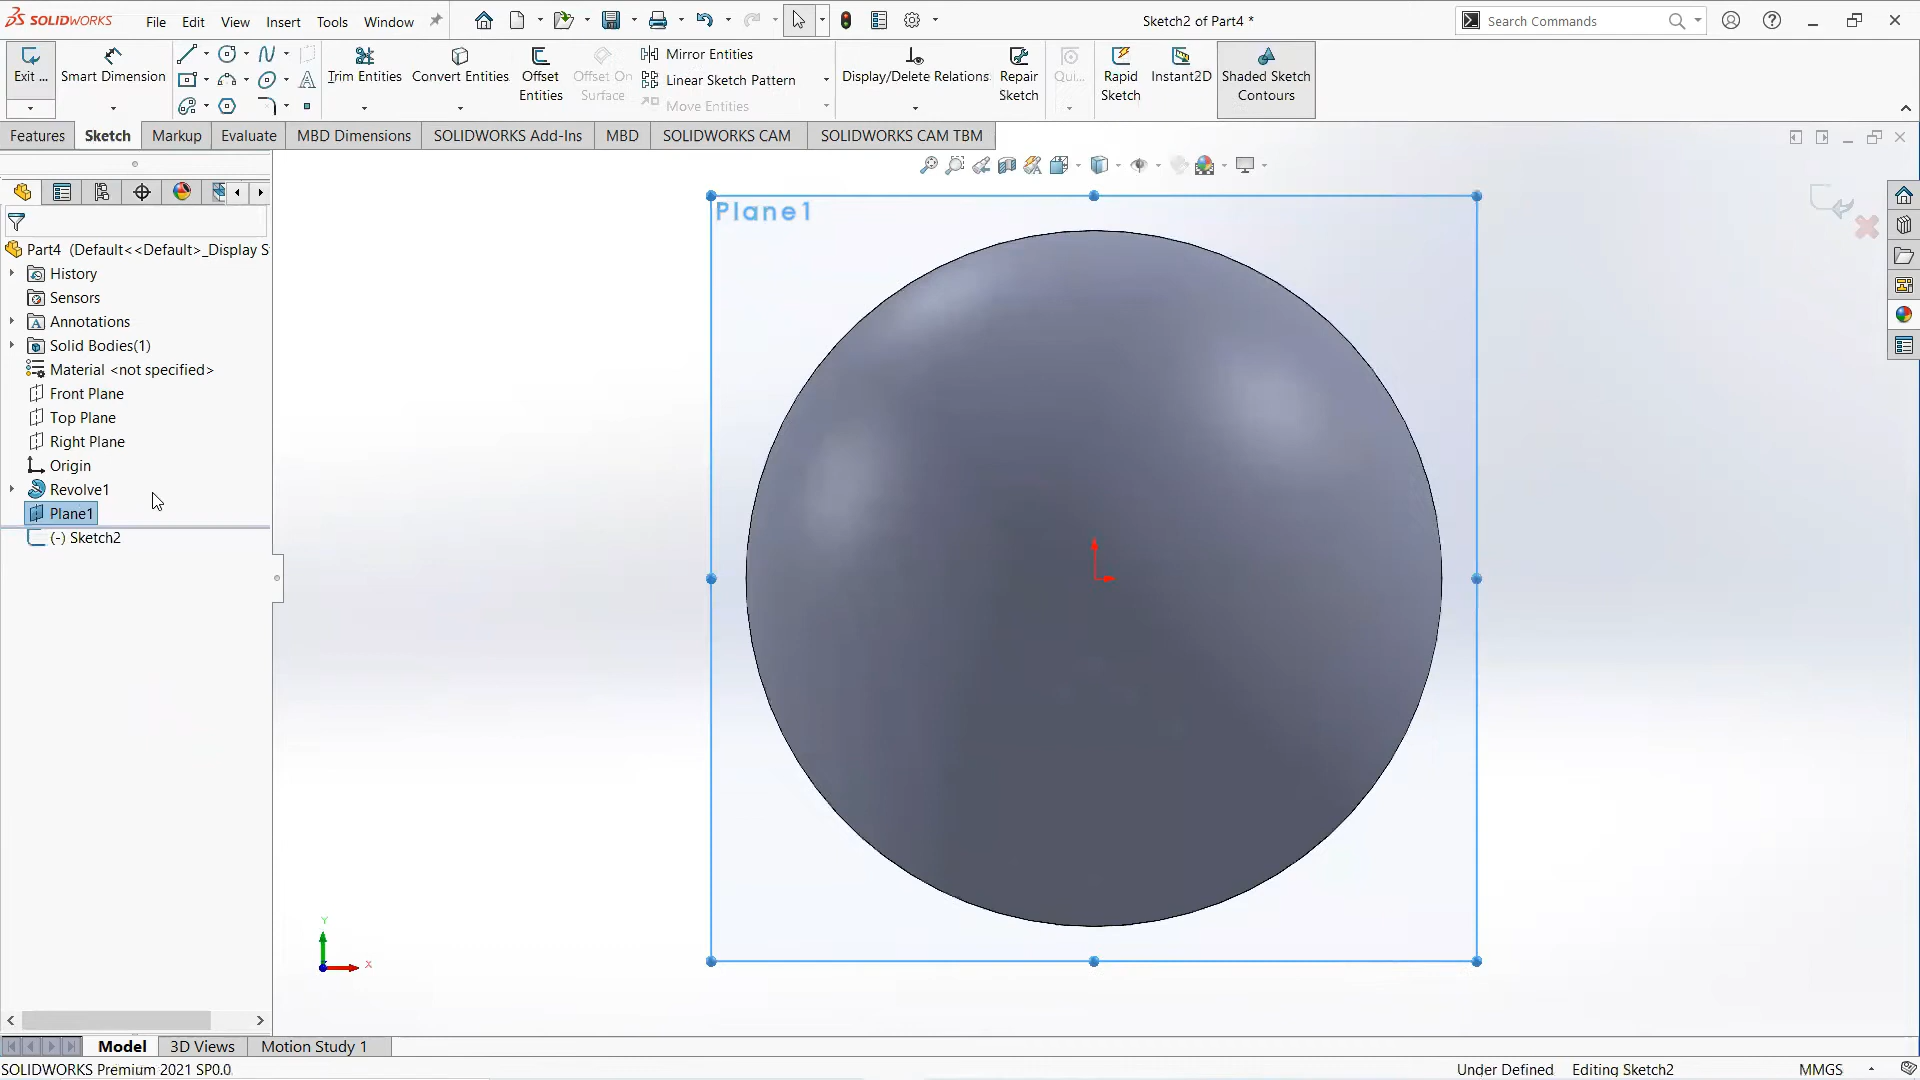 SOLIDWORKS File Edit View Insert Tools Window Sketch2 of Part4 * Search Commands
Exit ... Smart Dimension Trim Entities Convert Entities Offset Entities Offset On Surface Mirror Entities Linear Sketch Pattern Move Entities Display/Delete Relations Repair Sketch Qui... Rapid Sketch Instant2D Shaded Sketch Contours
Features Sketch Markup Evaluate MBD Dimensions SOLIDWORKS Add-Ins MBD SOLIDWORKS CAM SOLIDWORKS CAM TBM
Plane1
Part4 (Default<<Default>_Display S
History
Sensors
Annotations
Solid Bodies(1)
Material <not specified>
Front Plane
Top Plane
Right Plane
Origin
Revolve1
Plane1
(-) Sketch2
Y
X
Model 3D Views Motion Study 1
SOLIDWORKS Premium 2021 SP0.0 Under Defined Editing Sketch2 MMGS